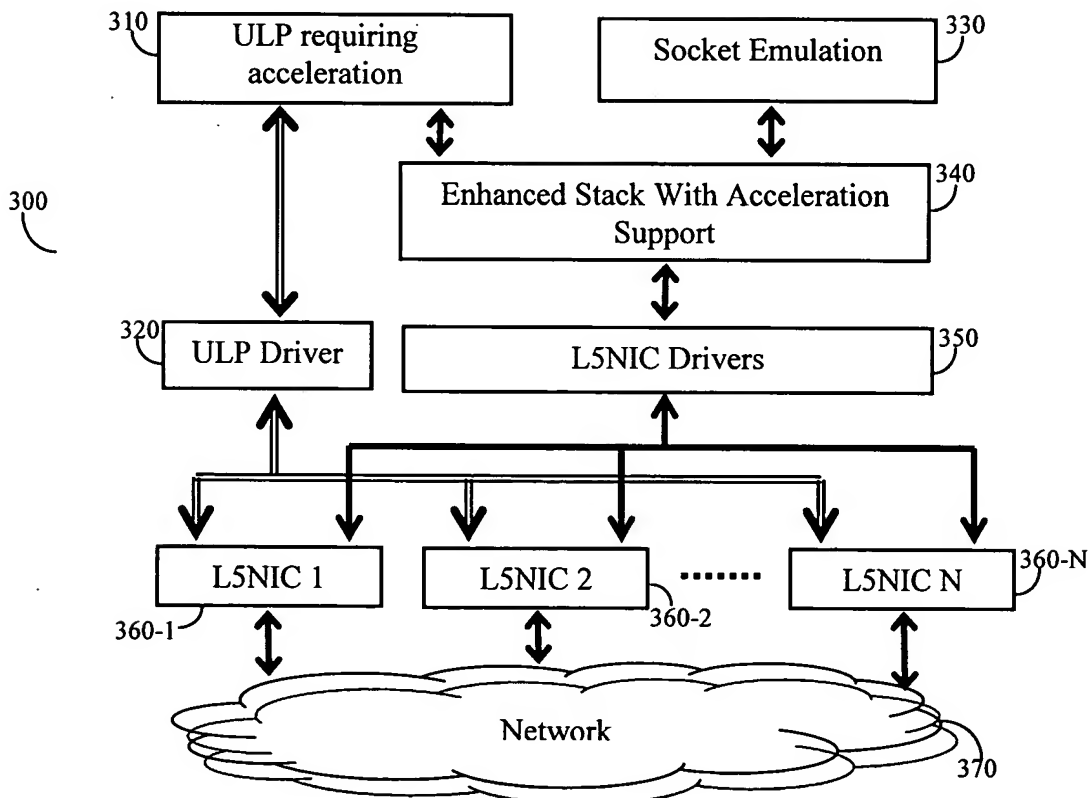 310
ULP requiring
acceleration
Socket Emulation
330
300
Enhanced Stack With Acceleration
Support
340
320
ULP Driver
L5NIC Drivers
350
L5NIC 1
L5NIC 2
L5NIC N
360-N
360-1
360-2
Network
370